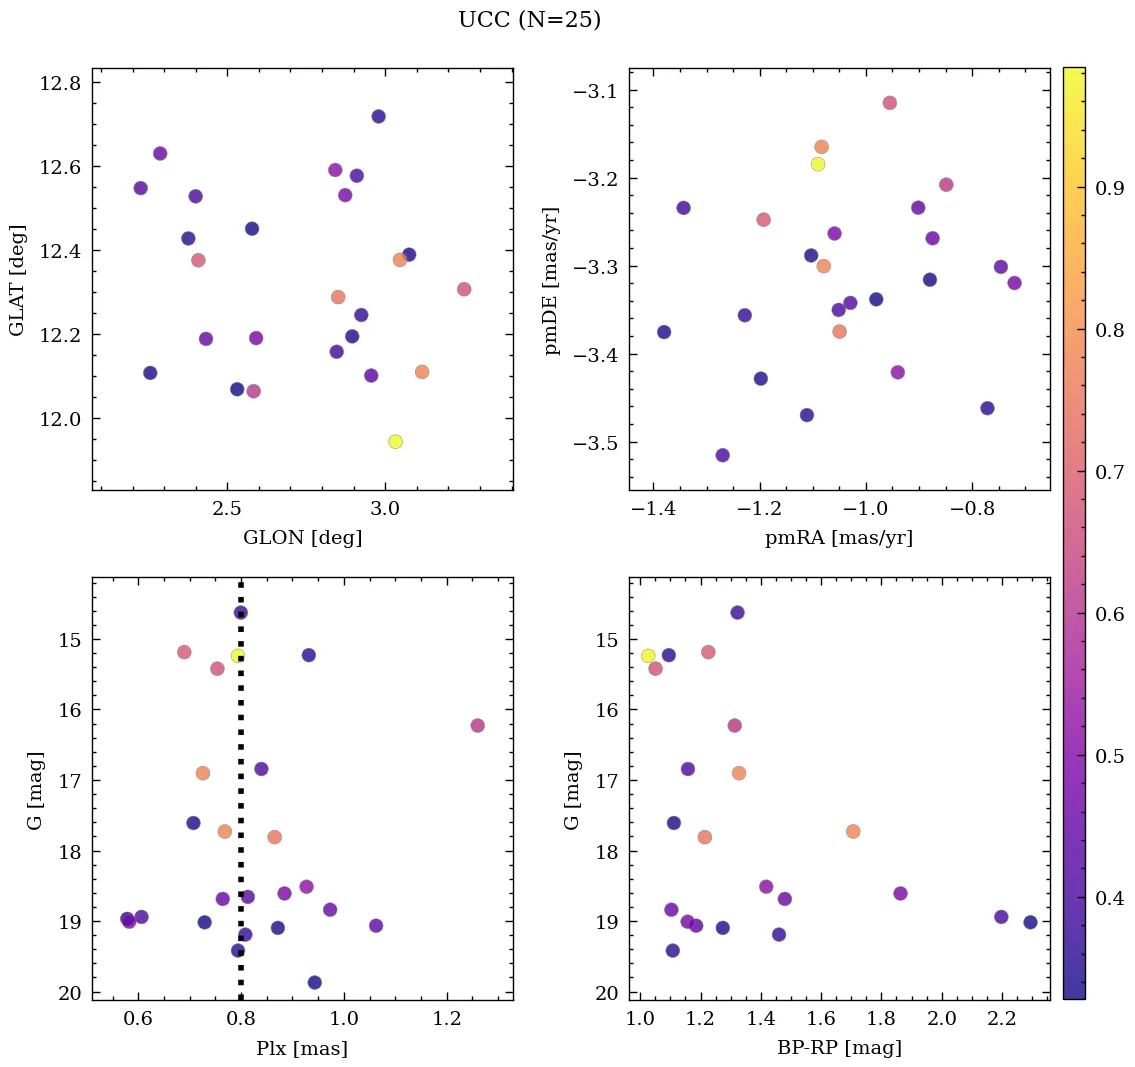 UCC (N=25)
12.8
12.6
12.4
12.2
12.0
GLAT [deg]
2.5 3.0
GLON [deg]
−3.1
−3.2
−3.3
−3.4
−3.5
pmDE [mas/yr]
−1.4 −1.2 −1.0 −0.8
pmRA [mas/yr]
0.9
0.8
0.7
0.6
0.5
0.4
15
16
17
18
19
20
G [mag]
0.6 0.8 1.0 1.2
Plx [mas]
15
16
17
18
19
20
G [mag]
1.0 1.2 1.4 1.6 1.8 2.0 2.2
BP-RP [mag]